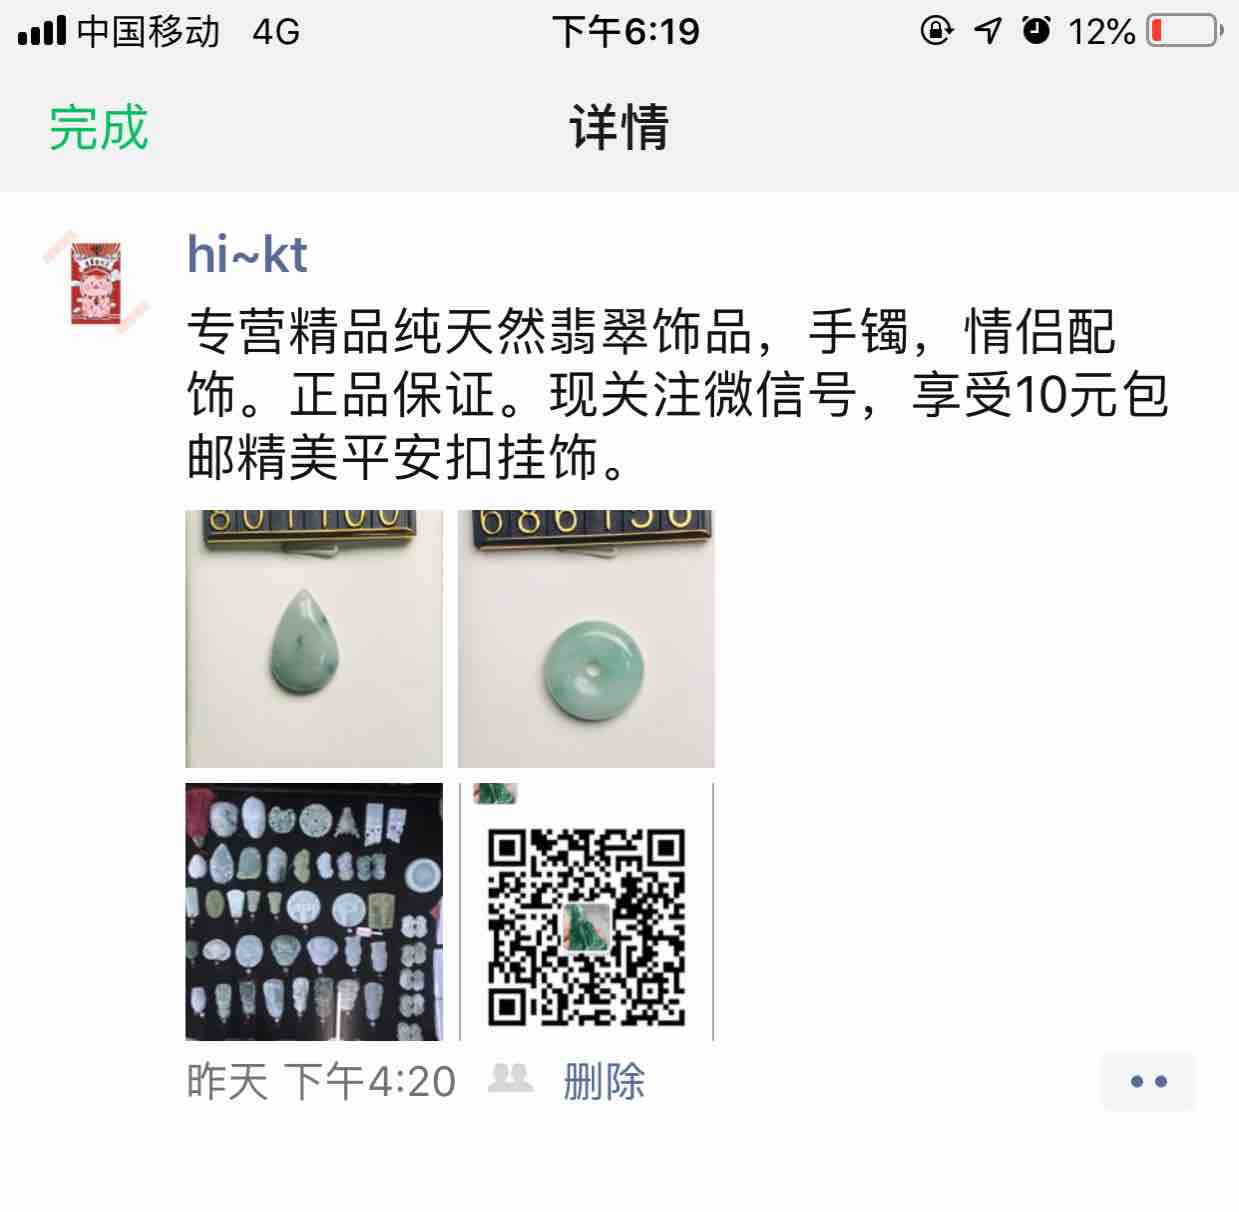 中国移动 4G 下午6:19 12%
完成 详情
hi~kt
专营精品纯天然翡翠饰品，手镯，情侣配
饰。正品保证。现关注微信号，享受10元包
邮精美平安扣挂饰。
801100 686150
昨天 下午4:20 删除